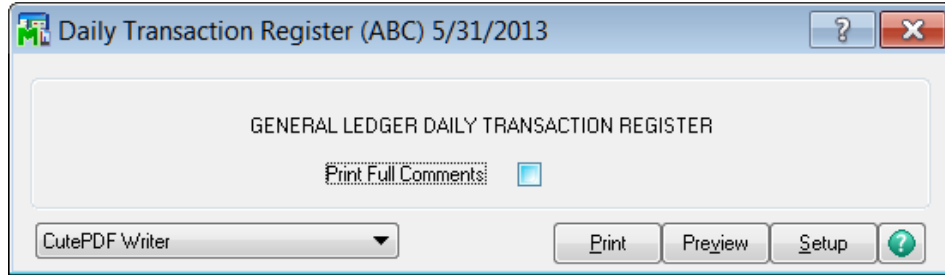 Daily Transaction Register (ABC) 5/31/2013
GENERAL LEDGER DAILY TRANSACTION REGISTER
Print Full Comments
CutePDF Writer Print Preview Setup